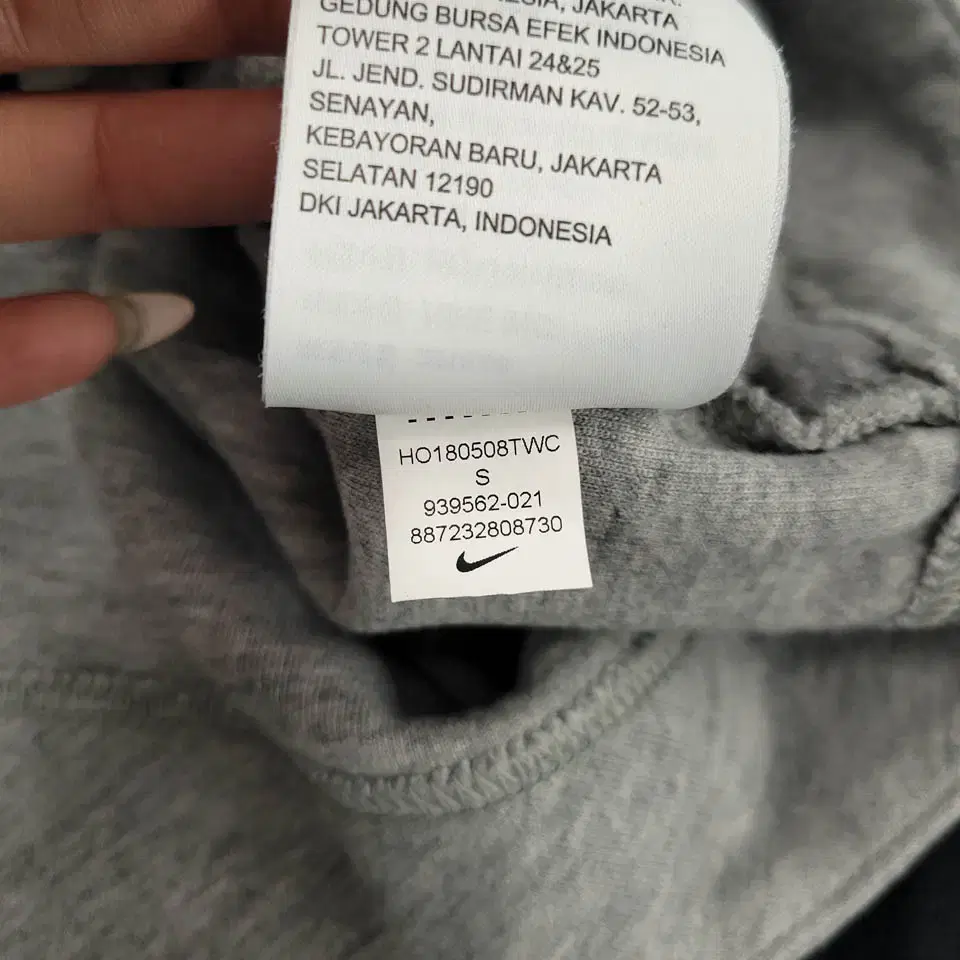 JAKARTA
GEDUNG BURSA EFEK INDONESIA
TOWER 2 LANTAI 24&25
JL. JEND. SUDIRMAN KAV. 52-53,
SENAYAN,
KEBAYORAN BARU, JAKARTA
SELATAN 12190
DKI JAKARTA, INDONESIA
HO180508TWC
S
939562-021
887232808730